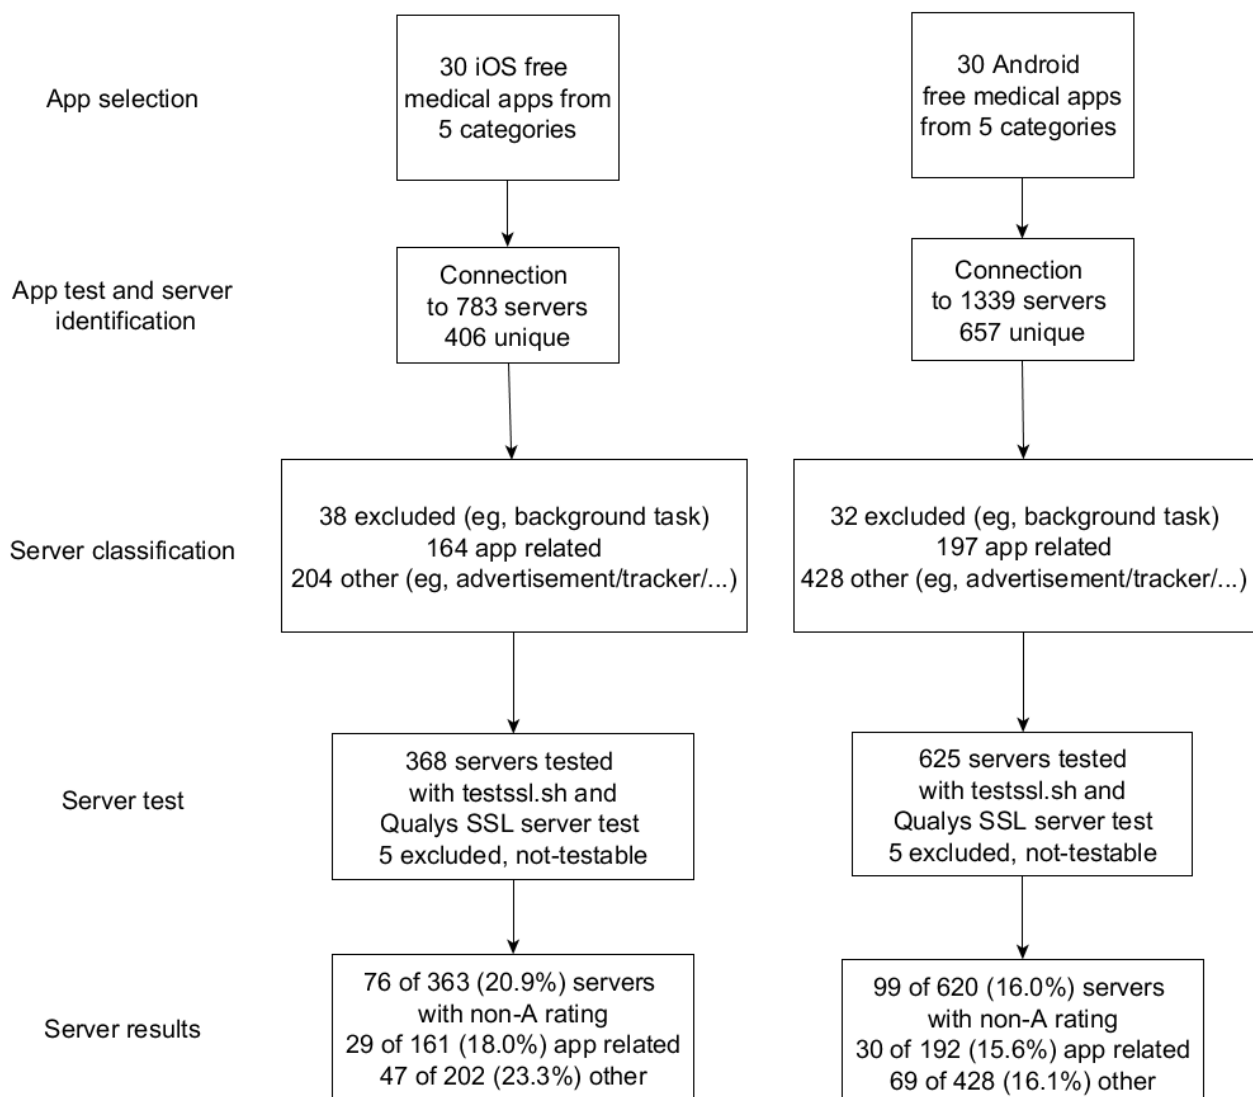 App selection
30 iOS free
medical apps from
5 categories
30 Android
free medical apps
from 5 categories
App test and server
identification
Connection
to 783 servers
406 unique
Connection
to 1339 servers
657 unique
Server classification
38 excluded (eg, background task)
164 app related
204 other (eg, advertisement/tracker/...)
32 excluded (eg, background task)
197 app related
428 other (eg, advertisement/tracker/...)
Server test
368 servers tested
with testssl.sh and
Qualys SSL server test
5 excluded, not-testable
625 servers tested
with testssl.sh and
Qualys SSL server test
5 excluded, not-testable
Server results
76 of 363 (20.9%) servers
with non-A rating
29 of 161 (18.0%) app related
47 of 202 (23.3%) other
99 of 620 (16.0%) servers
with non-A rating
30 of 192 (15.6%) app related
69 of 428 (16.1%) other